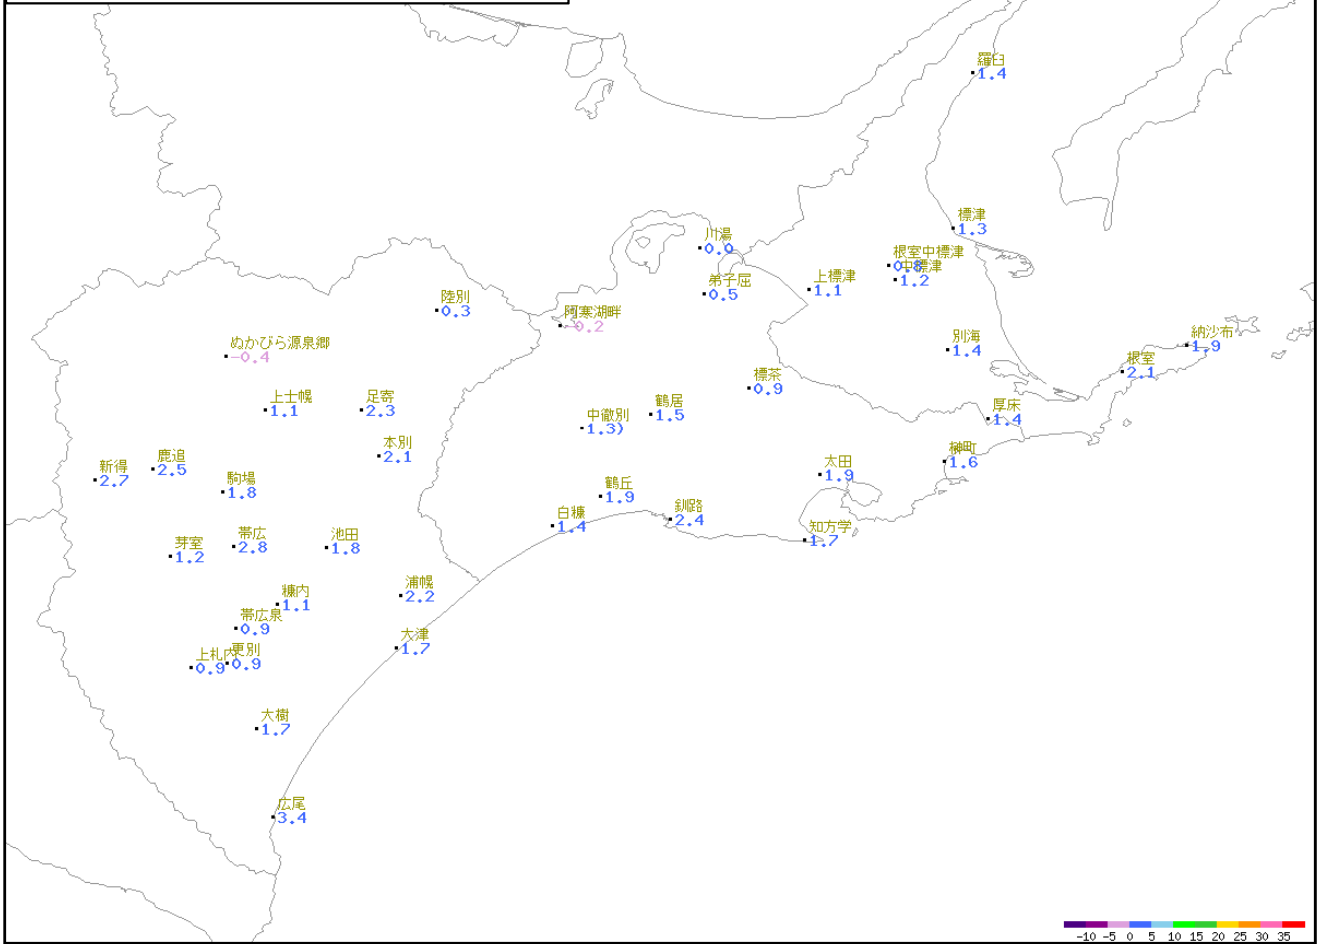 羅臼
1.4
標津
1.3
川湯
0.0
根室中標津
0.8
中標津
1.2
弟子屈
0.5
上標津
1.1
陸別
0.3
阿寒湖畔
-0.2
ぬかびら源泉郷
-0.4
別海
1.4
納沙布
1.9
根室
2.1
標茶
0.9
上士幌
1.1
足寄
2.3
鶴居
1.5
中徹別
1.3)
厚床
1.4
本別
2.1
榊町
1.6
鹿追
2.5
新得
2.7
太田
1.9
駒場
1.8
鶴丘
1.9
白糠
1.4
釧路
2.4
知方学
1.7
帯広
2.8
池田
1.8
芽室
1.2
浦幌
2.2
糠内
1.1
帯広泉
0.9
大津
1.7
上札内
0.9
更別
0.9
大樹
1.7
広尾
3.4
-10 -5 0 5 10 15 20 25 30 35